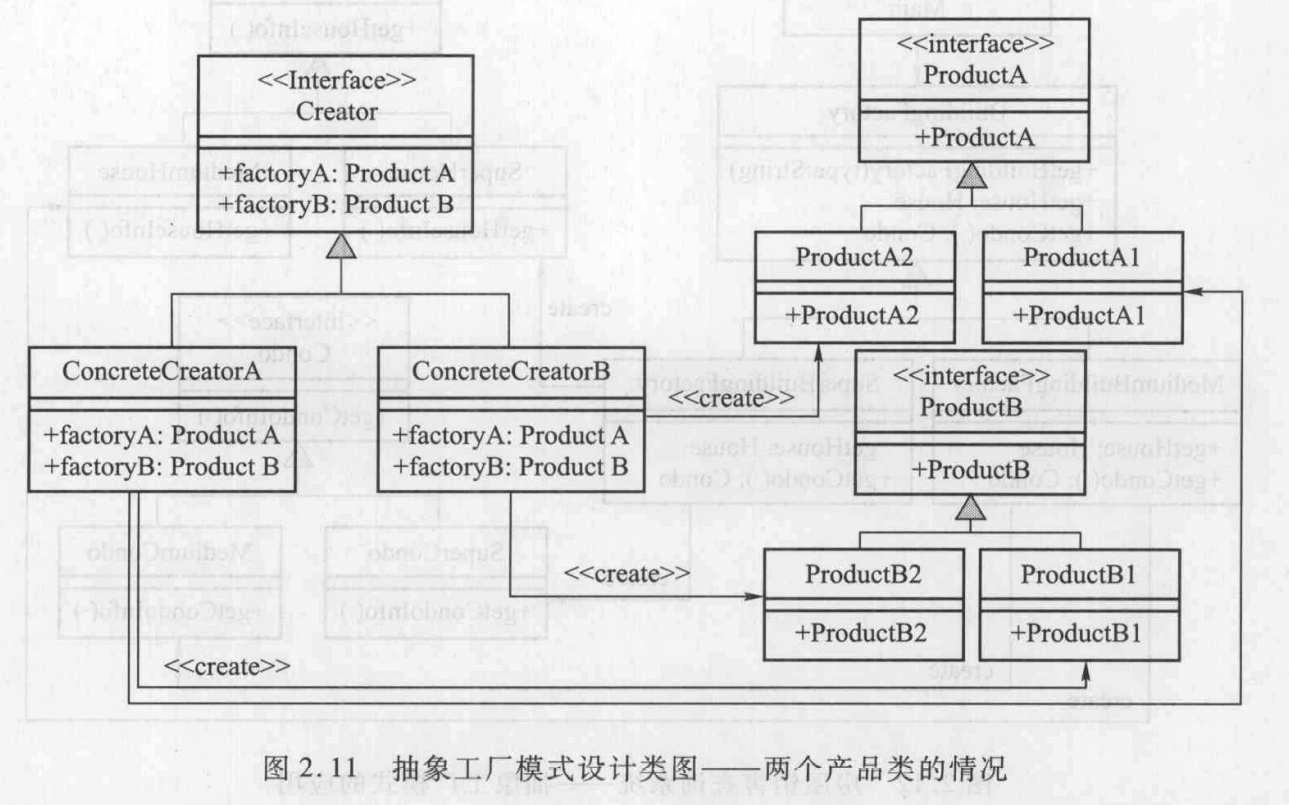 <<Interface>>
Creator
+factoryA: Product A
+factoryB: Product B
ConcreteCreatorA
+factoryA: Product A
+factoryB: Product B
ConcreteCreatorB
+factoryA: Product A
+factoryB: Product B
<<interface>>
ProductA
+ProductA
ProductA2
+ProductA2
ProductA1
+ProductA1
<<create>>
<<interface>>
ProductB
+ProductB
<<create>>
ProductB2
+ProductB2
ProductB1
+ProductB1
<<create>>
图 2.11 抽象工厂模式设计类图——两个产品类的情况